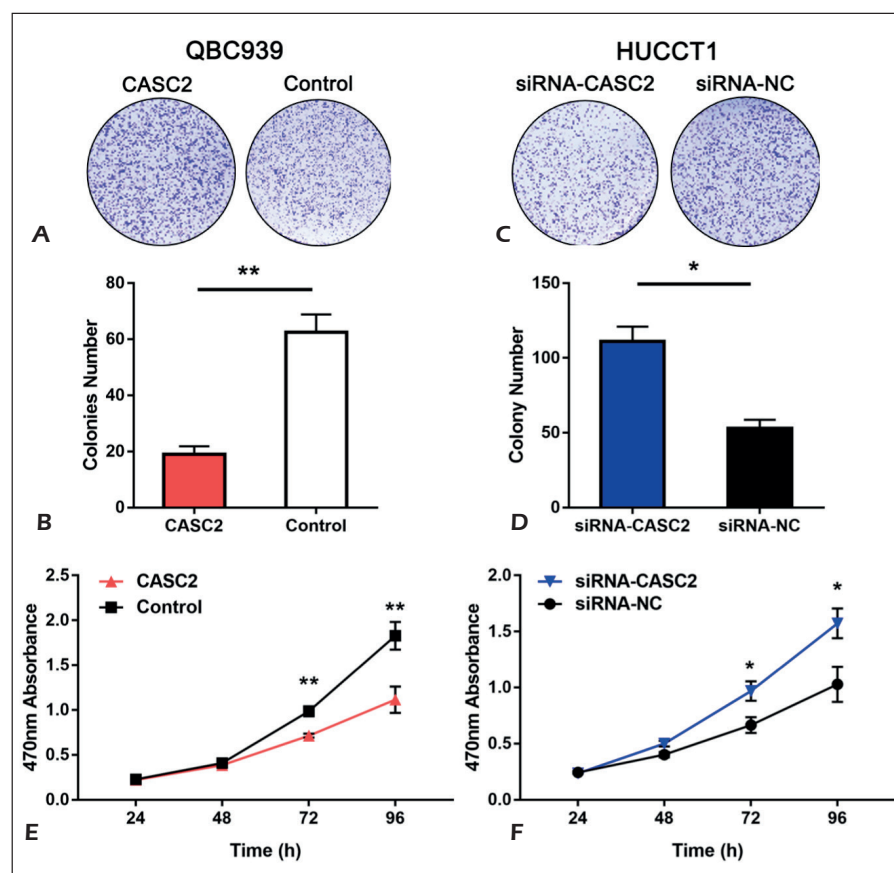 QBC939
HUCCT1
CASC2
Control
siRNA-CASC2
siRNA-NC
A
C
**
80
60
40
20
0
Colonies Number
CASC2
Control
B
*
150
100
50
0
Colony Number
siRNA-CASC2
siRNA-NC
D
CASC2
Control
2.5
2.0
1.5
1.0
0.5
0.0
470nm Absorbance
**
**
24
48
72
96
Time (h)
E
siRNA-CASC2
siRNA-NC
2.0
1.5
1.0
0.5
0.0
470nm Absorbance
*
*
24
48
72
96
Time (h)
F